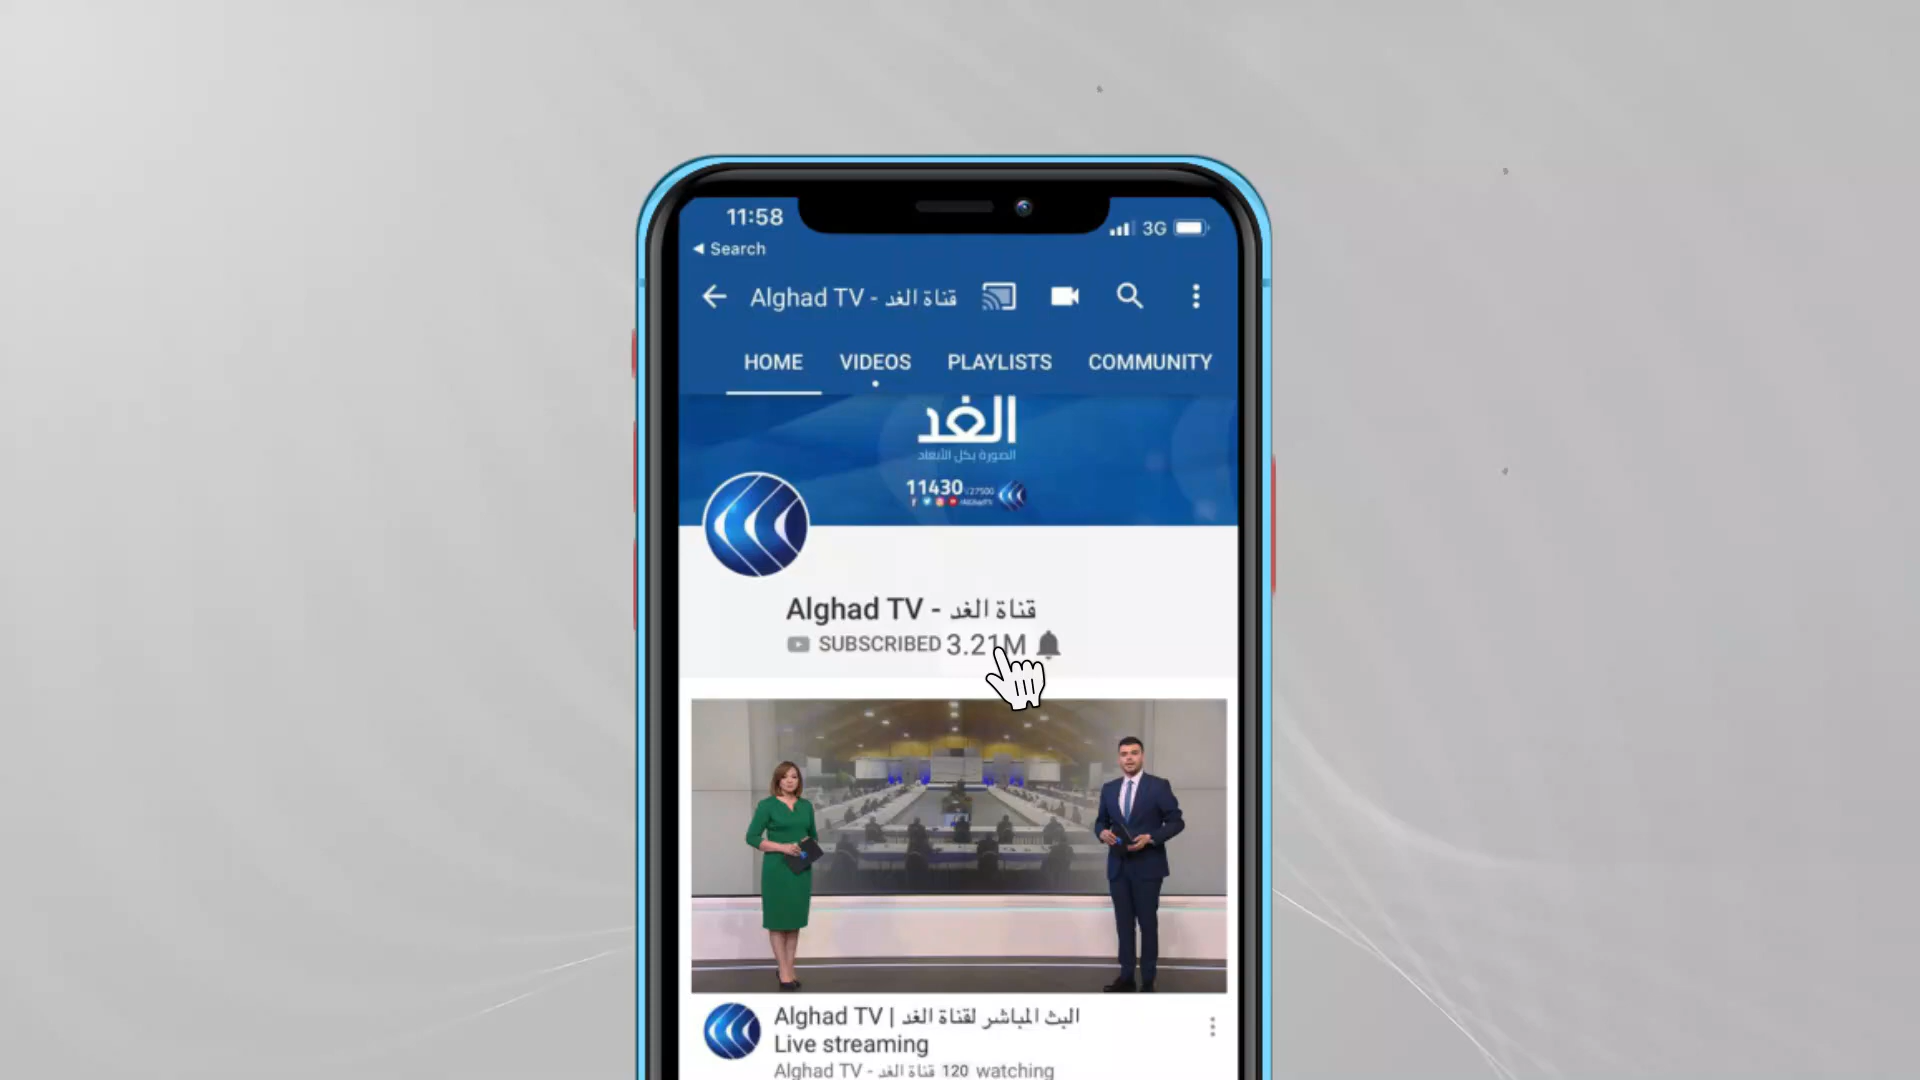 11:58
3G
◀ Search
Alghad TV - قناة الغد
HOME VIDEOS PLAYLISTS COMMUNITY
الغد
الصورة بكل الأبعاد
11430
27500
Alghad TV - قناة الغد
SUBSCRIBED 3.21M
Alghad TV | البث المباشر لقناة الغد
Live streaming
Alghad TV - قناة الغد 120 watching